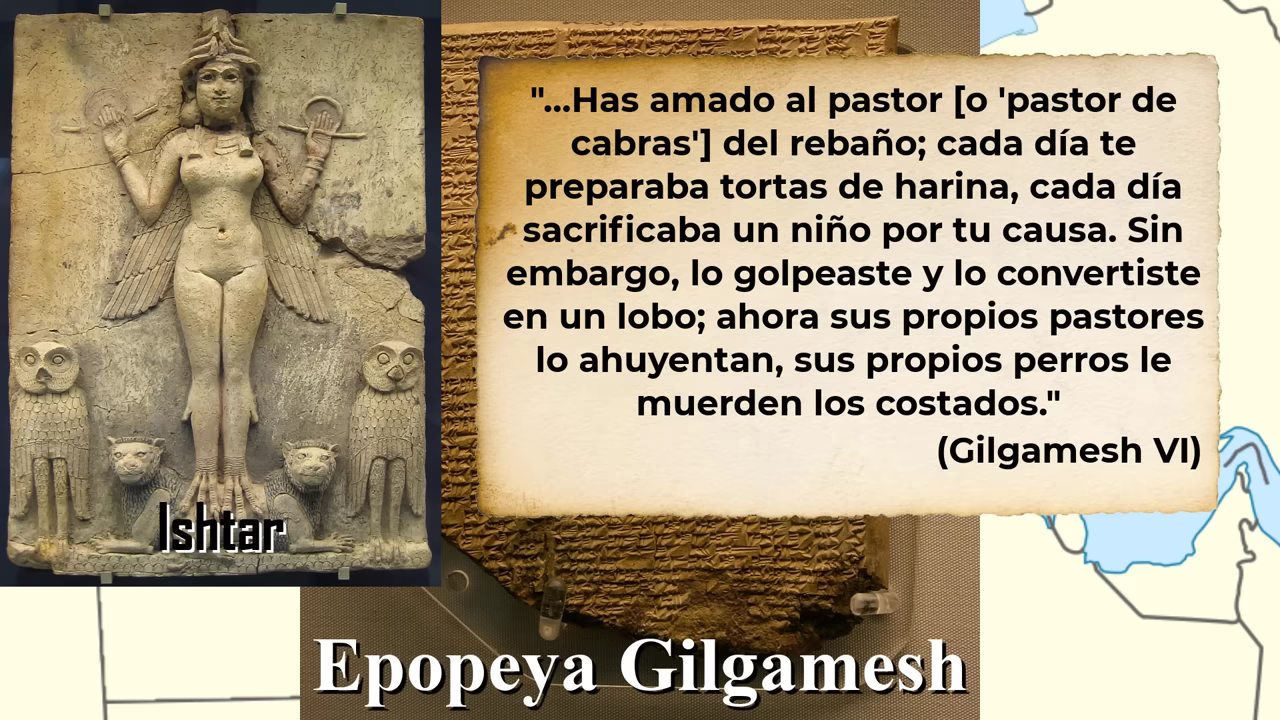 "...Has amado al pastor [o 'pastor de
cabras'] del rebaño; cada día te
preparaba tortas de harina, cada día
sacrificaba un niño por tu causa. Sin
embargo, lo golpeaste y lo convertiste
en un lobo; ahora sus propios pastores
lo ahuyentan, sus propios perros le
muerden los costados."
(Gilgamesh VI)
Ishtar
Epopeya Gilgamesh